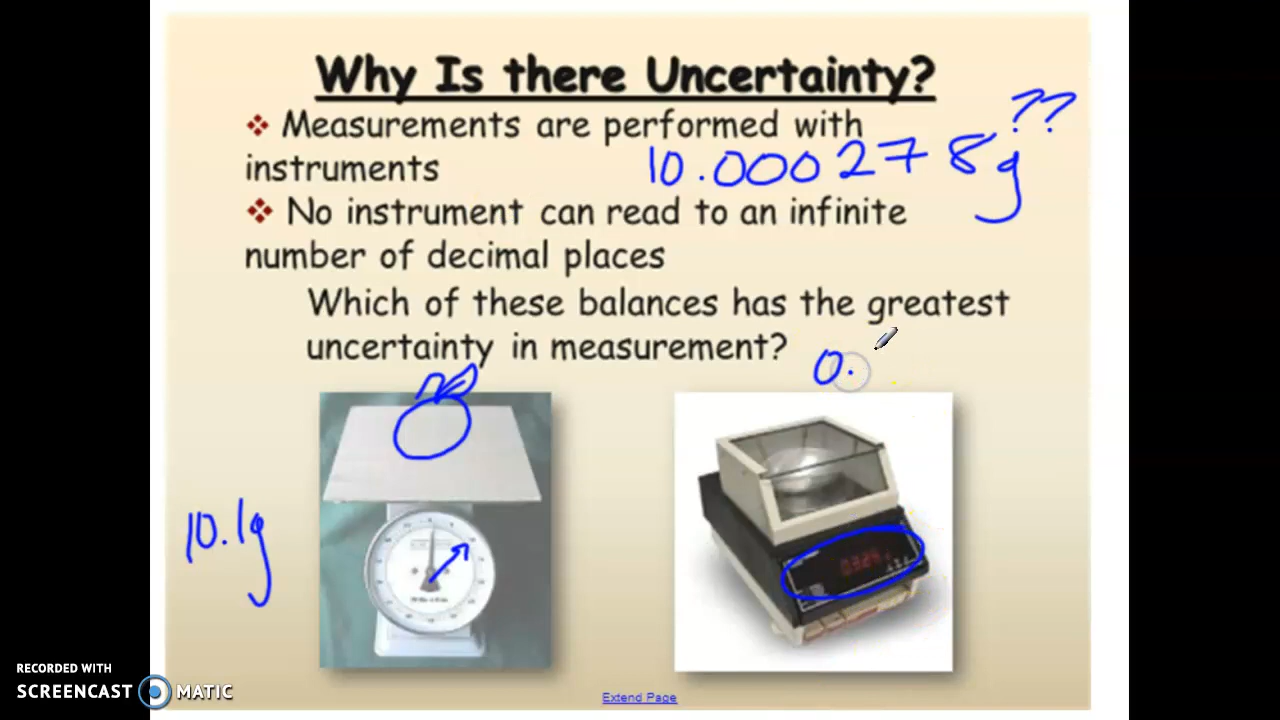 Why Is there Uncertainty?
??
❖ Measurements are performed with
10.000278g
instruments
❖ No instrument can read to an infinite
number of decimal places
Which of these balances has the greatest
uncertainty in measurement?
0.
10.1g
RECORDED WITH
SCREENCAST MATIC
Extend Page